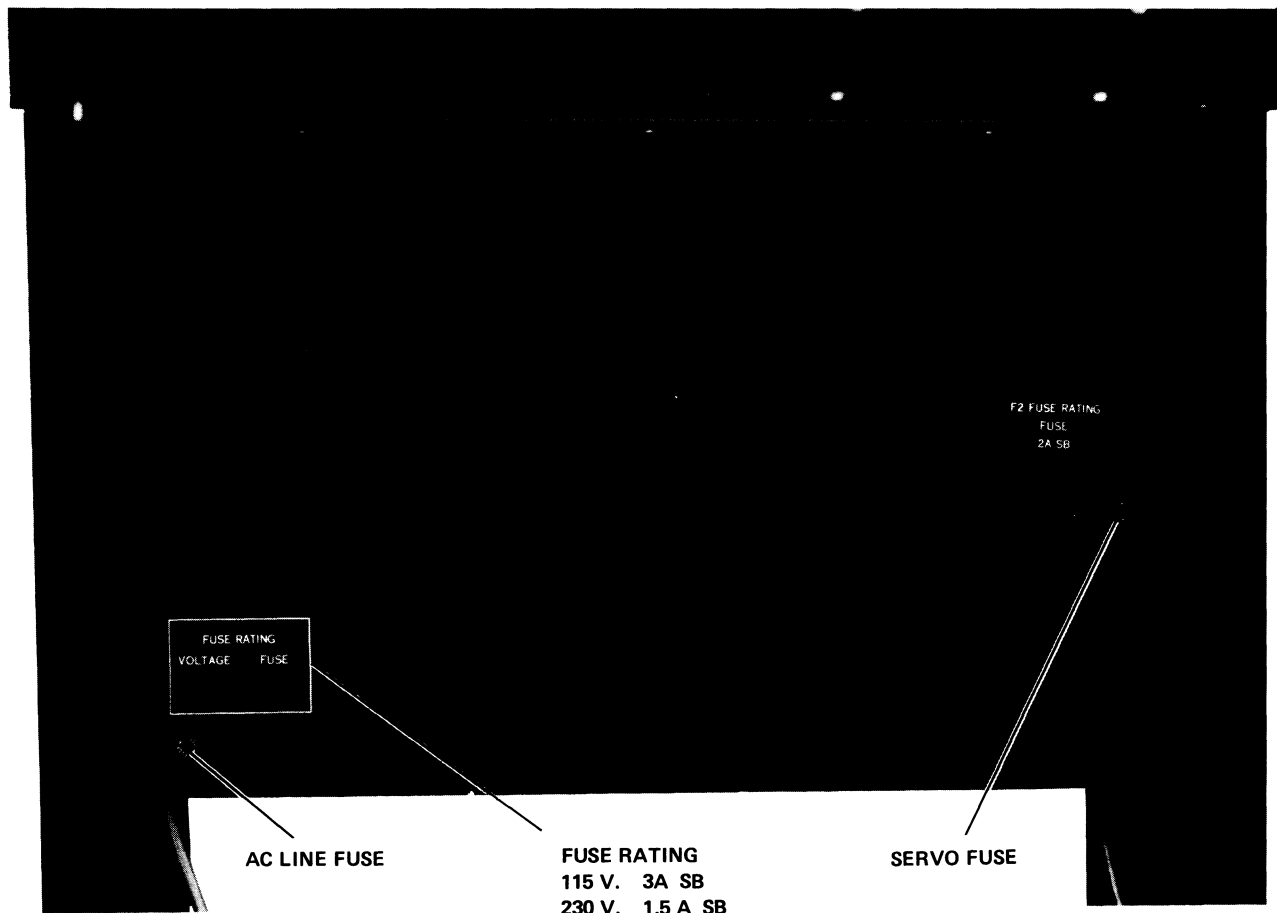 F2 FUSE RATING
FUSE
2A SB
FUSE RATING
VOLTAGE FUSE
AC LINE FUSE
FUSE RATING
115 V. 3A SB
230 V. 1.5 A SB
SERVO FUSE